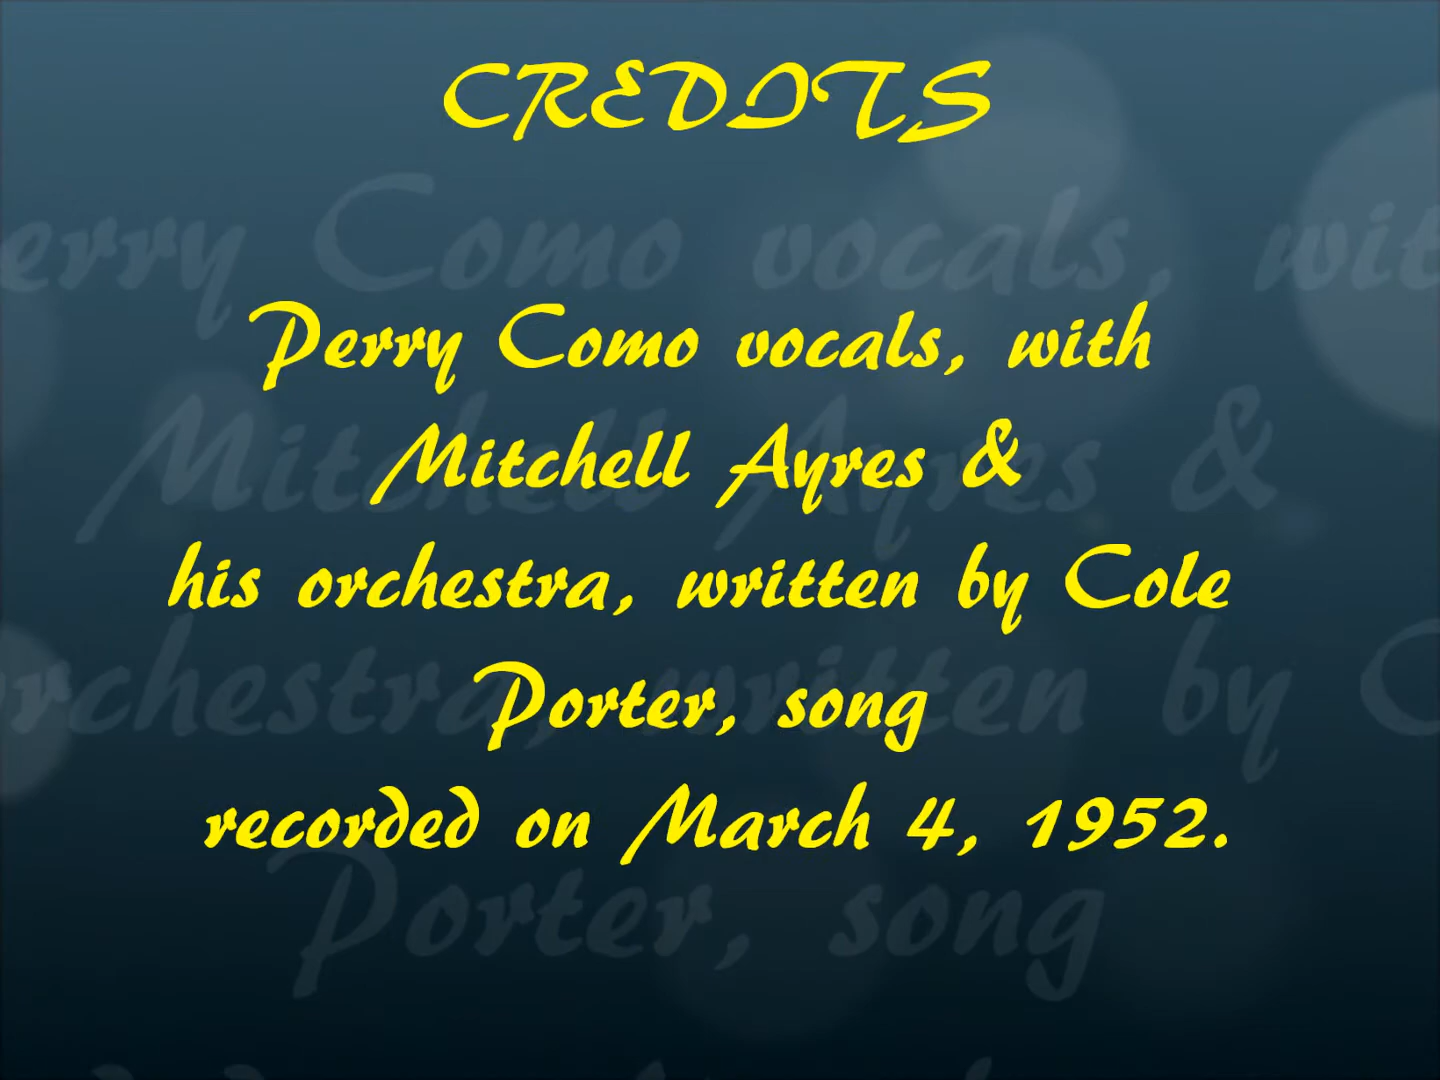 CREDITS
Perry Como vocals, with
Mitchell Ayres &
his orchestra, written by Cole
Porter, song
recorded on March 4, 1952.